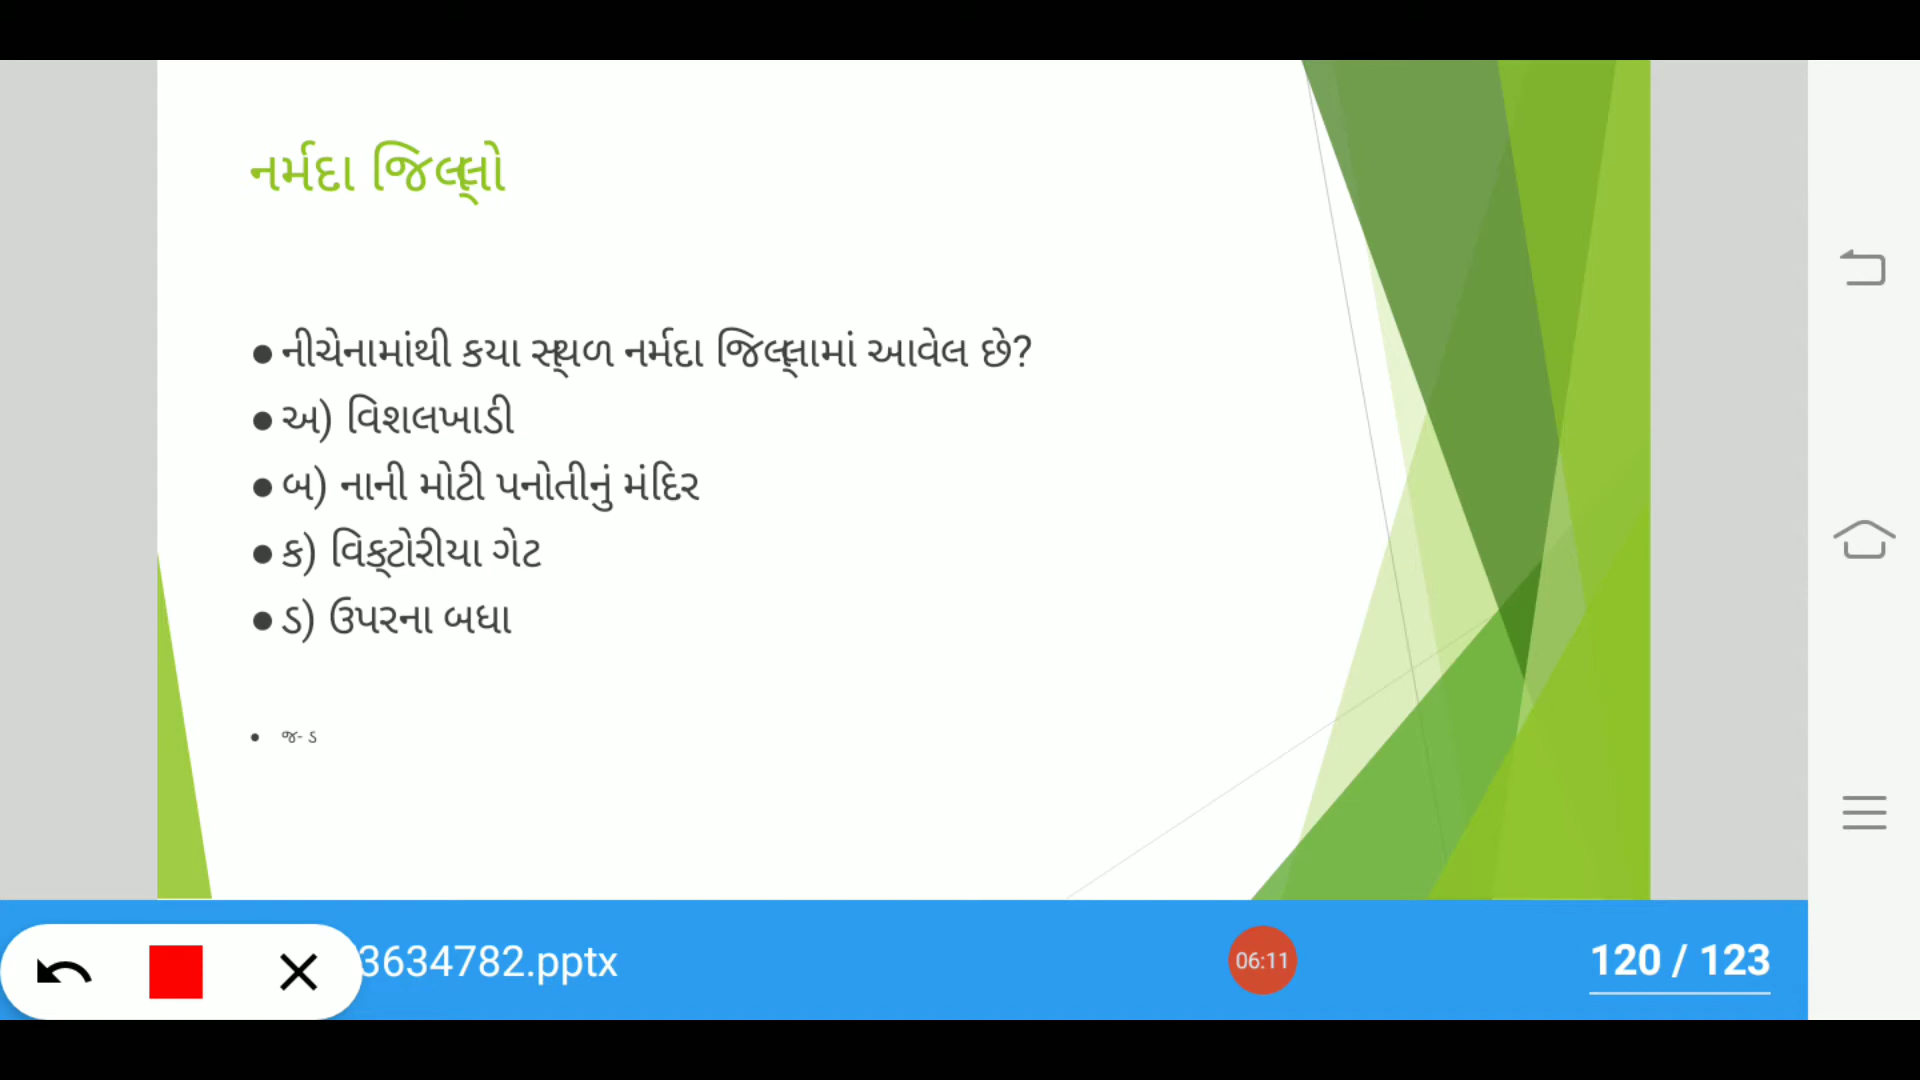 નર્મદા જિલ્લો
● નીચેનામાંથી કયા સ્થળ નર્મદા જિલ્લામાં આવેલ છે?
● અ) વિશલખાડી
● બ) નાની મોટી પનોતીનું મંદિર
● ક) વિક્ટોરીયા ગેટ
● ડ) ઉપરના બધા
• જ- ડ
3634782.pptx
06:11
120 / 123